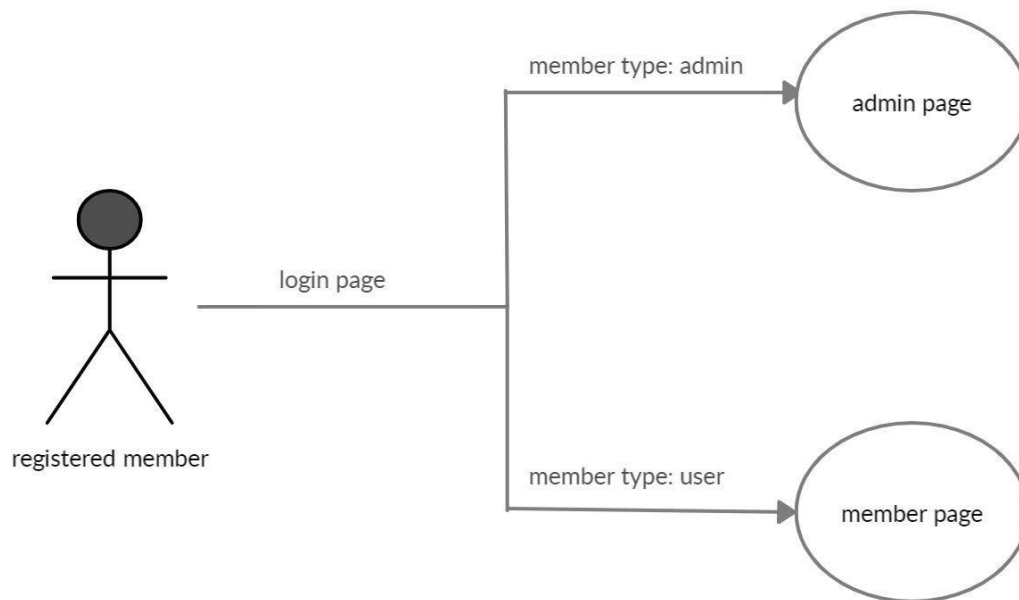 member type: admin
admin page
login page
registered member
member type: user
member page